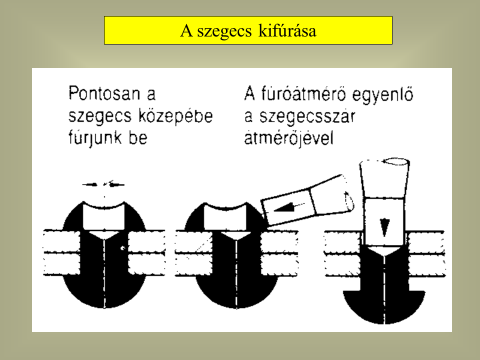 A szegecs kifúrása
Pontosan a
szegecs közepébe
fúrjunk be
A fúróátmérő egyenlő
a szegecsszár
átmérőjével